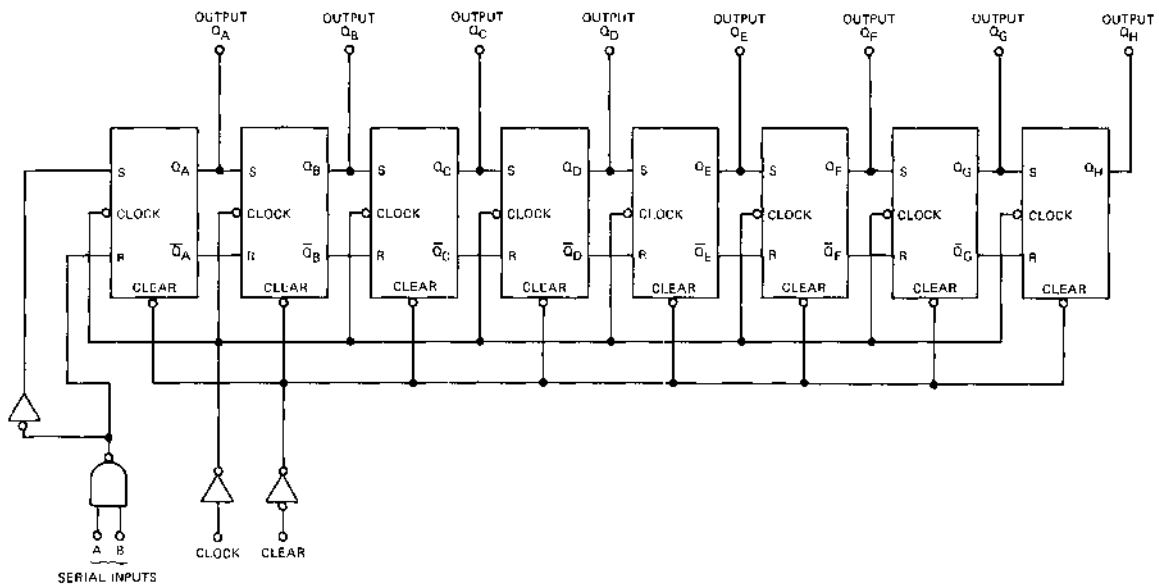 OUTPUT OUTPUT OUTPUT OUTPUT OUTPUT OUTPUT OUTPUT OUTPUT
QA QB QC QD QE QF QG QH
S QA S QB S QC S QD S QE S QF S QG S QH
CLOCK CLOCK CLOCK CLOCK CLOCK CLOCK CLOCK CLOCK
R Q̅A R Q̅B R Q̅C R Q̅D R Q̅E R Q̅F R Q̅G R
CLEAR CLEAR CLEAR CLEAR CLEAR CLEAR CLEAR CLEAR
A B CLOCK CLEAR
SERIAL INPUTS